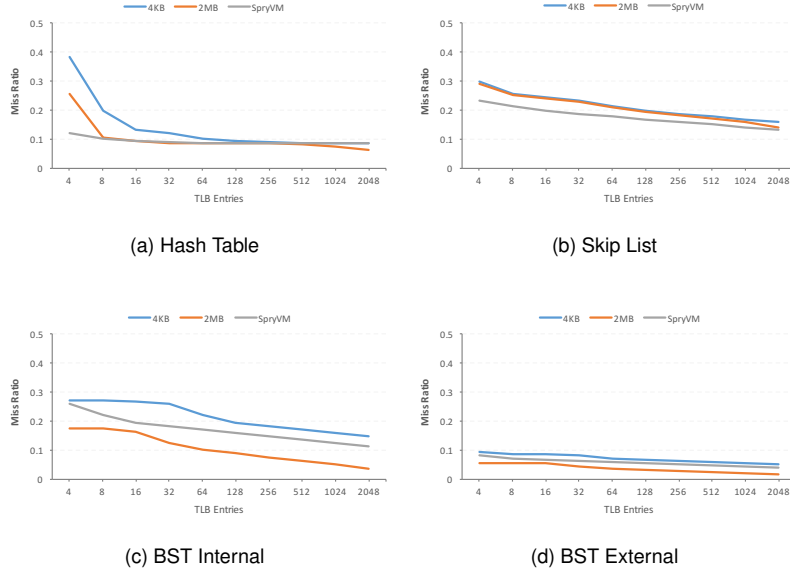 4KB 2MB SpryVM
0.5
0.4
0.3
0.2
0.1
0
Miss Ratio
4 8 16 32 64 128 256 512 1024 2048
TLB Entries
(a) Hash Table
4KB 2MB SpryVM
0.5
0.4
0.3
0.2
0.1
0
Miss Ratio
4 8 16 32 64 128 256 512 1024 2048
TLB Entries
(b) Skip List
4KB 2MB SpryVM
0.5
0.4
0.3
0.2
0.1
0
Miss Ratio
4 8 16 32 64 128 256 512 1024 2048
TLB Entries
(c) BST Internal
4KB 2MB SpryVM
0.5
0.4
0.3
0.2
0.1
0
Miss Ratio
4 8 16 32 64 128 256 512 1024 2048
TLB Entries
(d) BST External